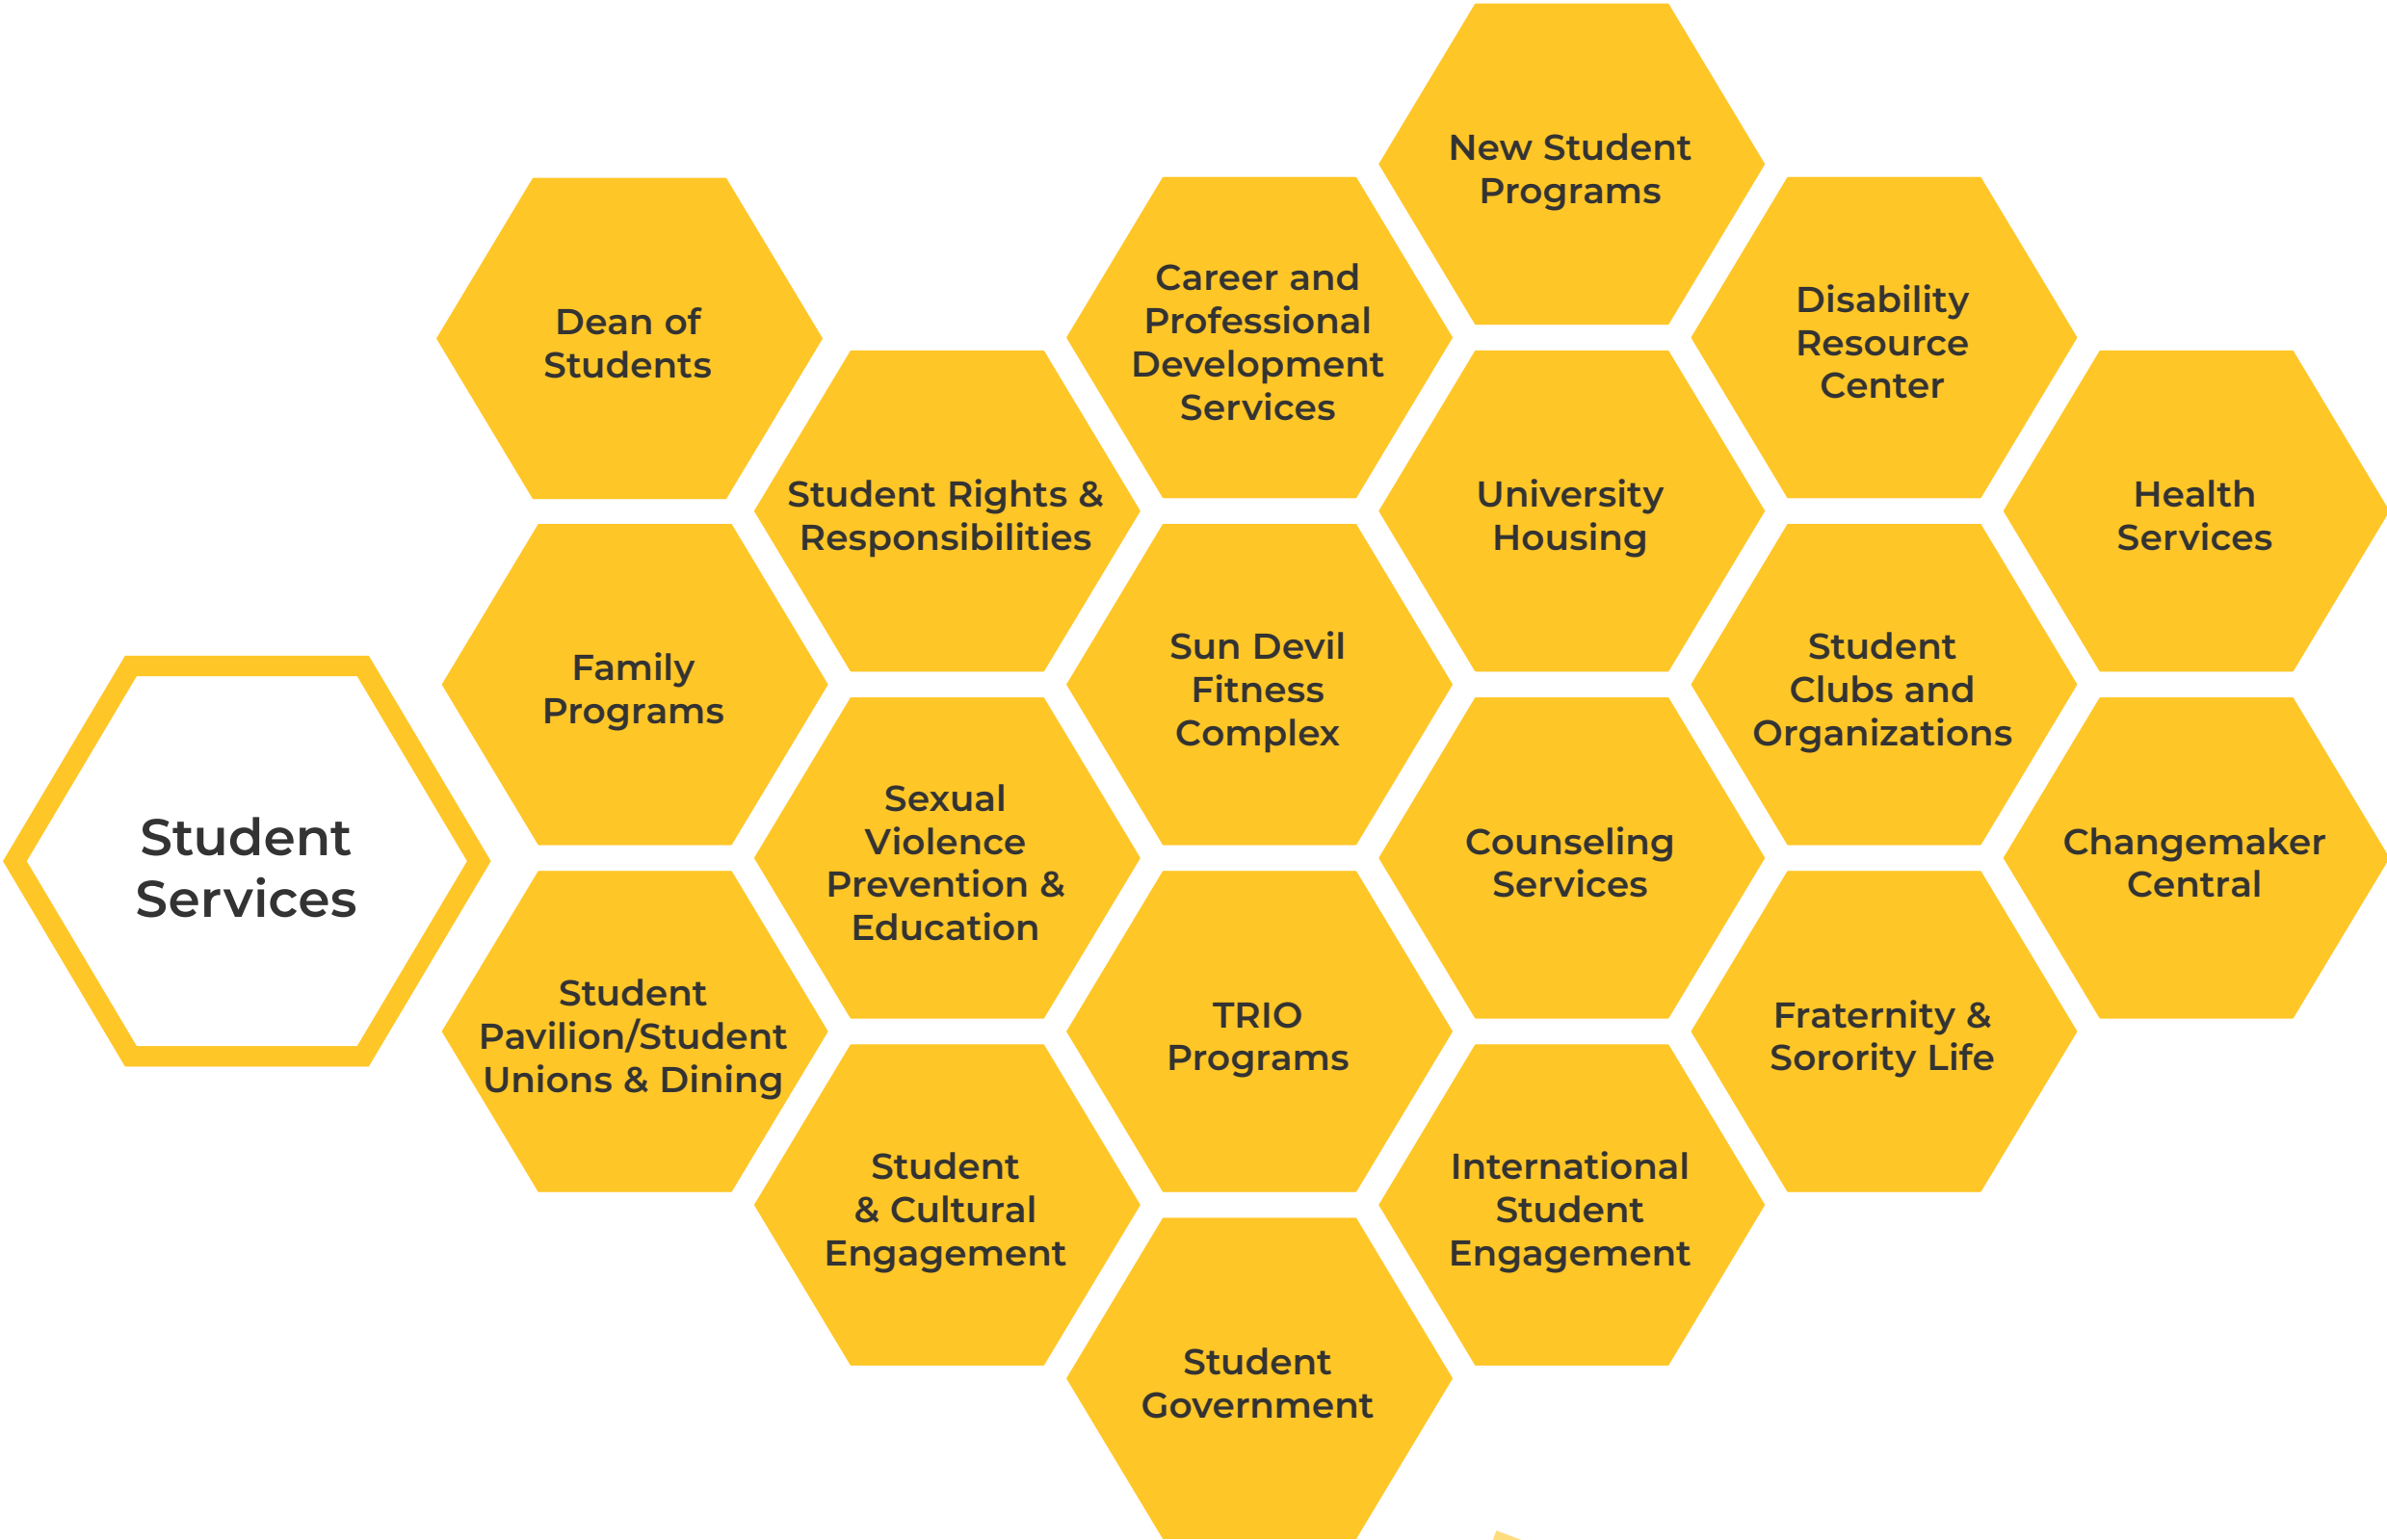 Student
Services
Dean of
Students
Family
Programs
Student
Pavilion/Student
Unions & Dining
Student Rights &
Responsibilities
Sexual
Violence
Prevention &
Education
Student
& Cultural
Engagement
Career and
Professional
Development
Services
Sun Devil
Fitness
Complex
TRIO
Programs
Student
Government
New Student
Programs
University
Housing
Counseling
Services
International
Student
Engagement
Disability
Resource
Center
Student
Clubs and
Organizations
Fraternity &
Sorority Life
Health
Services
Changemaker
Central